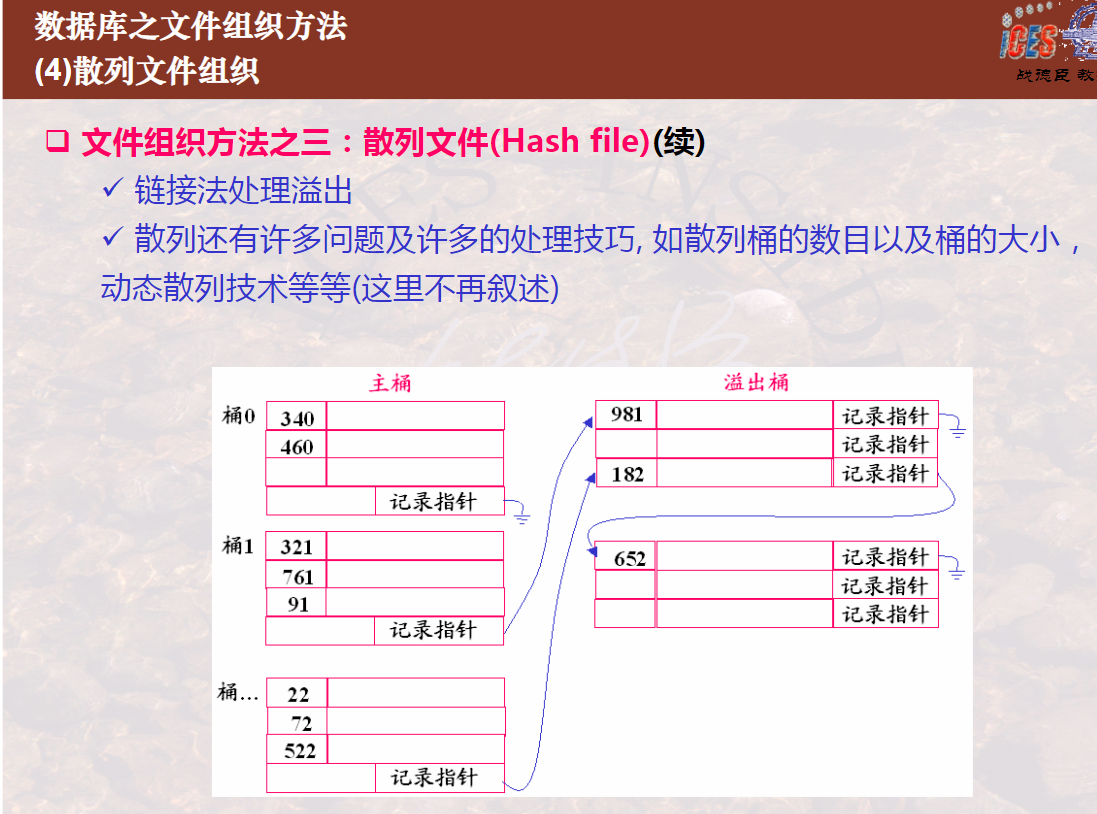 数据库之文件组织方法
(4)散列文件组织
iCES
战德臣 教
❑ 文件组织方法之三：散列文件(Hash file)(续)
✓ 链接法处理溢出
✓ 散列还有许多问题及许多的处理技巧, 如散列桶的数目以及桶的大小，
动态散列技术等等(这里不再叙述)
主桶
溢出桶
桶0
340
460
记录指针
桶1
321
761
91
记录指针
桶…
22
72
522
记录指针
981 记录指针
记录指针
182 记录指针
652 记录指针
记录指针
记录指针